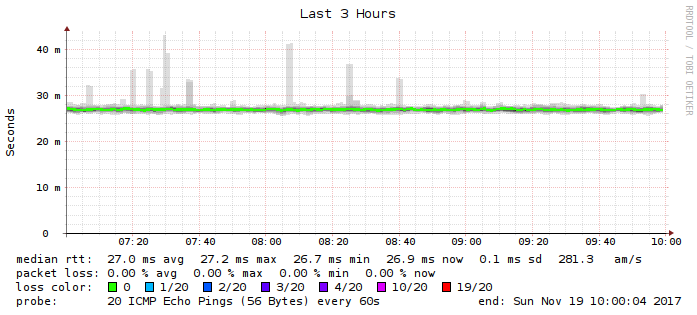 Last 3 Hours
RRDTOOL / TOBI OETIKER
Seconds
40 m
30 m
20 m
10 m
0
07:20 07:40 08:00 08:20 08:40 09:00 09:20 09:40 10:00
median rtt: 27.0 ms avg 27.2 ms max 26.7 ms min 26.9 ms now 0.1 ms sd 281.3 am/s
packet loss: 0.00 % avg 0.00 % max 0.00 % min 0.00 % now
loss color: 0 1/20 2/20 3/20 4/20 10/20 19/20
probe: 20 ICMP Echo Pings (56 Bytes) every 60s end: Sun Nov 19 10:00:04 2017